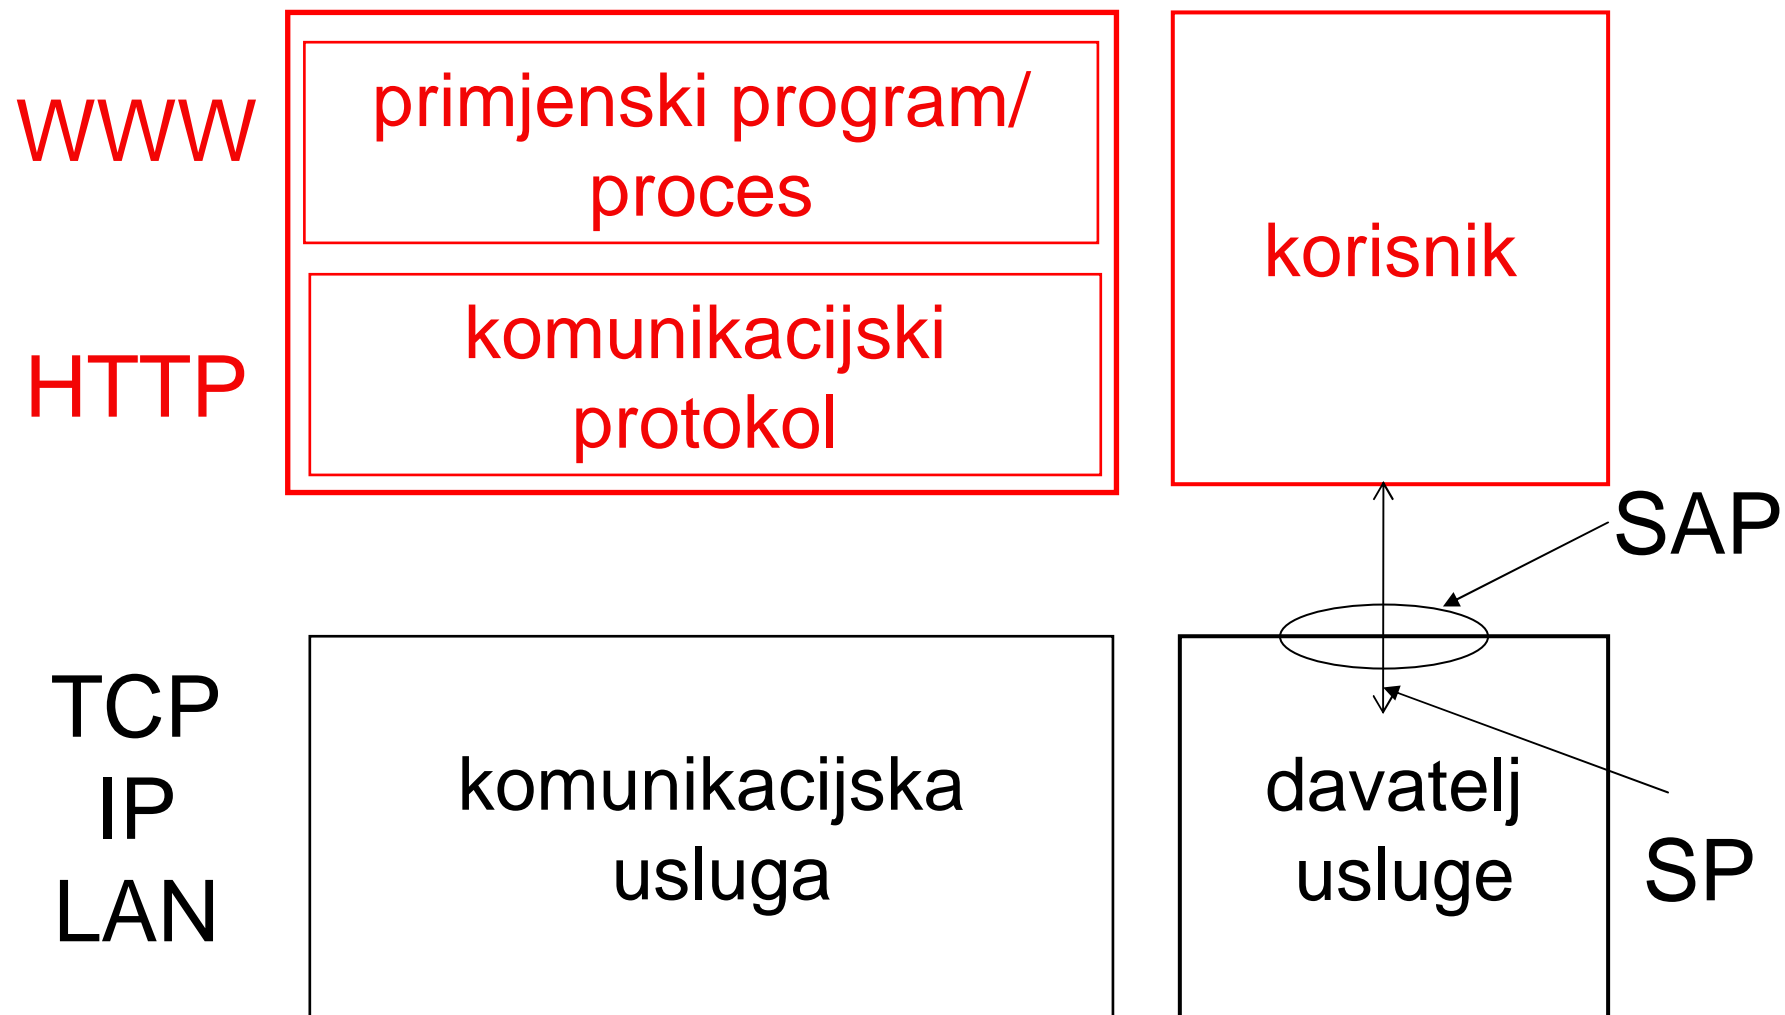 WWW
primjenski program/
proces
korisnik
HTTP
komunikacijski
protokol
SAP
TCP
IP
LAN
komunikacijska
usluga
davatelj
usluge
SP